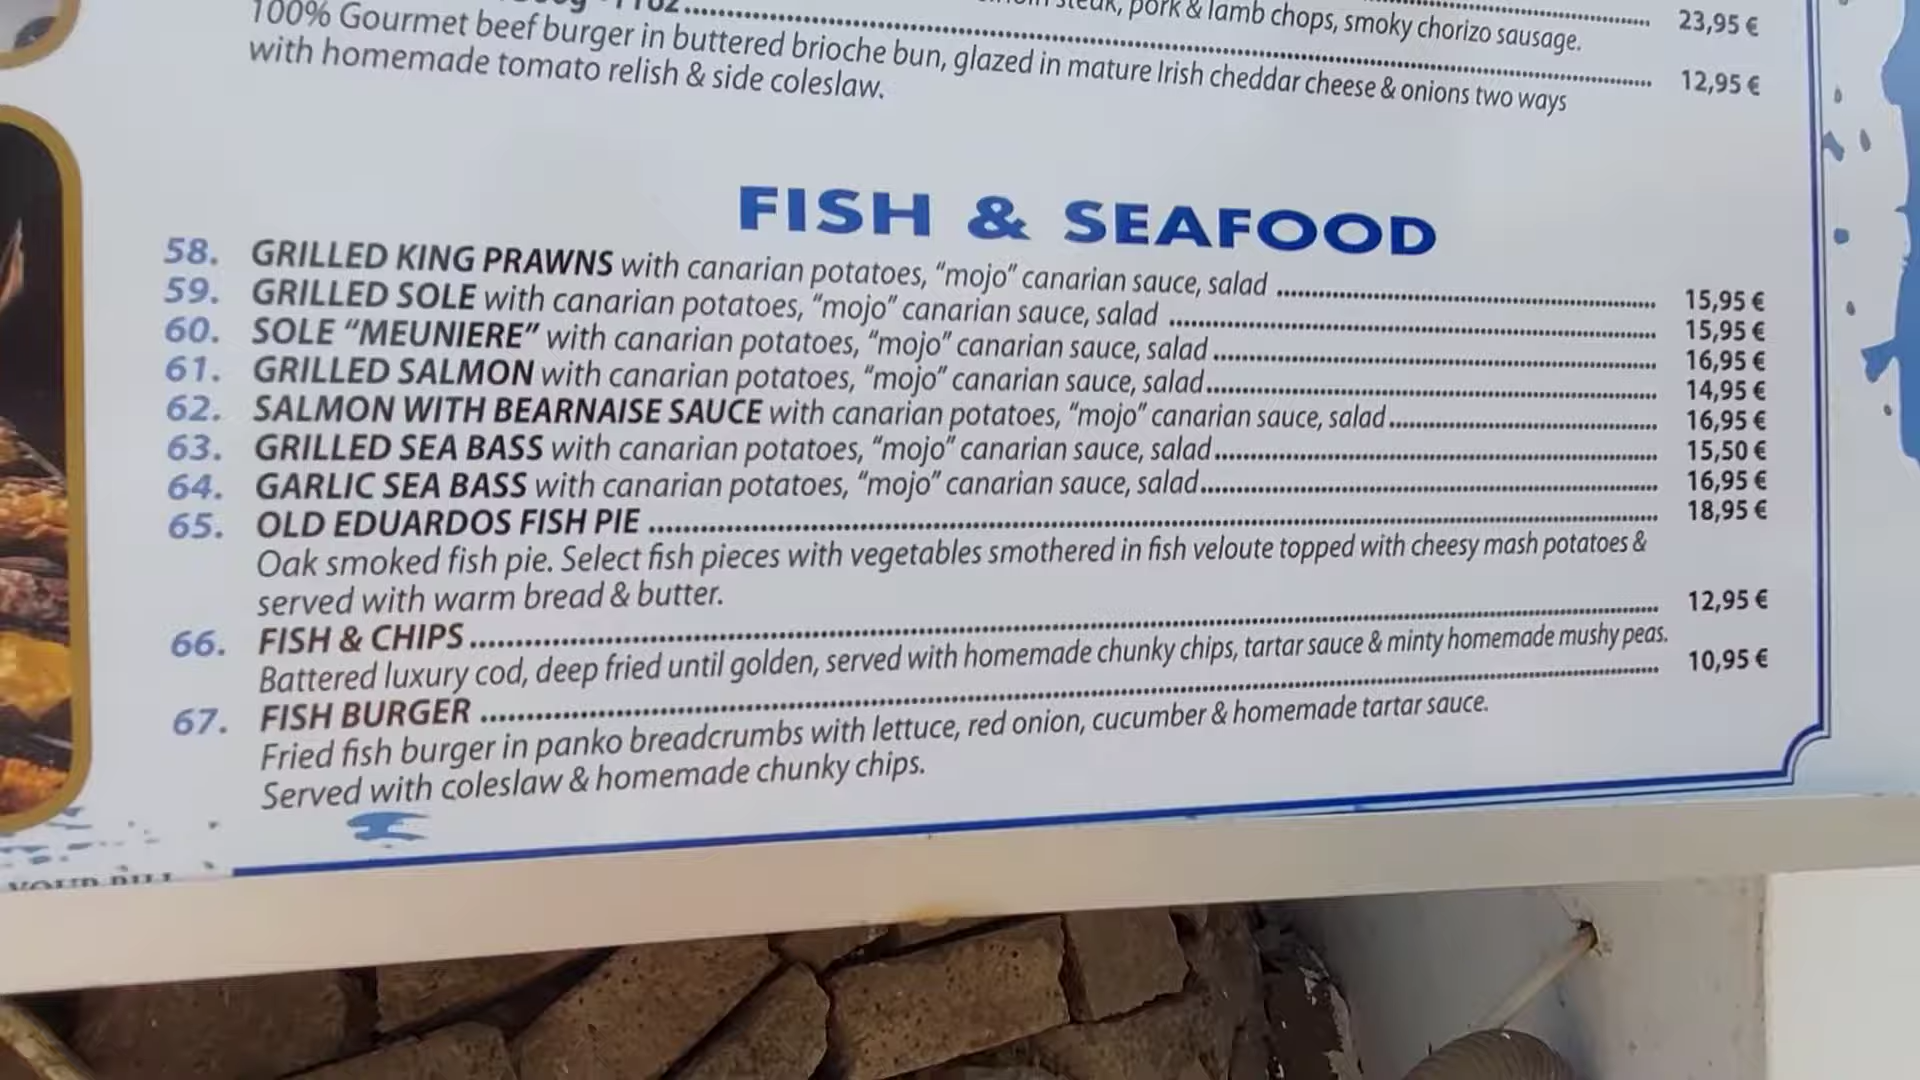 steak, pork & lamb chops, smoky chorizo sausage.
23,95 €
12,95 €
100% Gourmet beef burger in buttered brioche bun, glazed in mature Irish cheddar cheese & onions two ways
with homemade tomato relish & side coleslaw.
FISH & SEAFOOD
58. GRILLED KING PRAWNS with canarian potatoes, "mojo" canarian sauce, salad 15,95 €
59. GRILLED SOLE with canarian potatoes, "mojo" canarian sauce, salad 15,95 €
60. SOLE "MEUNIERE" with canarian potatoes, "mojo" canarian sauce, salad 16,95 €
61. GRILLED SALMON with canarian potatoes, "mojo" canarian sauce, salad 14,95 €
62. SALMON WITH BEARNAISE SAUCE with canarian potatoes, "mojo" canarian sauce, salad 16,95 €
63. GRILLED SEA BASS with canarian potatoes, "mojo" canarian sauce, salad 15,50 €
64. GARLIC SEA BASS with canarian potatoes, "mojo" canarian sauce, salad 16,95 €
65. OLD EDUARDOS FISH PIE 18,95 €
Oak smoked fish pie. Select fish pieces with vegetables smothered in fish veloute topped with cheesy mash potatoes &
served with warm bread & butter.
66. FISH & CHIPS 12,95 €
Battered luxury cod, deep fried until golden, served with homemade chunky chips, tartar sauce & minty homemade mushy peas.
67. FISH BURGER 10,95 €
Fried fish burger in panko breadcrumbs with lettuce, red onion, cucumber & homemade tartar sauce.
Served with coleslaw & homemade chunky chips.
YOUR BILL